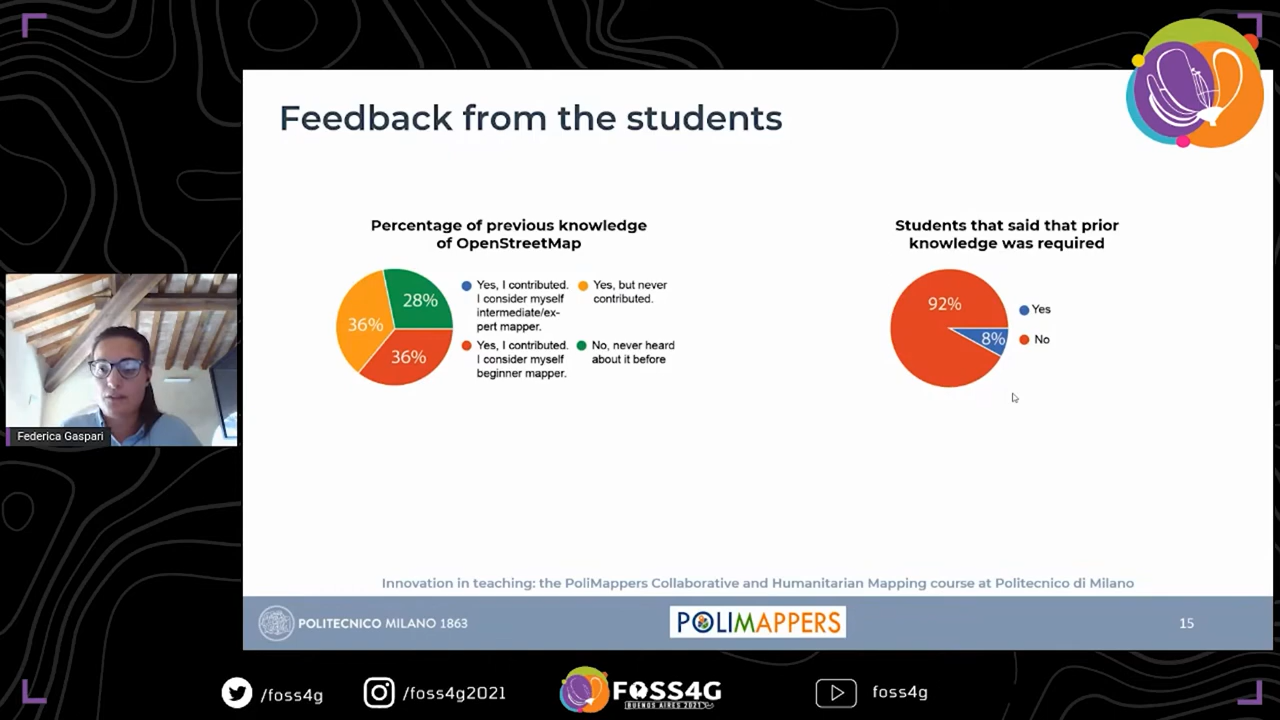 Feedback from the students
Percentage of previous knowledge
of OpenStreetMap
28%
36%
36%
Yes, I contributed.
I consider myself
intermediate/ex-
pert mapper.
Yes, but never
contributed.
Yes, I contributed.
I consider myself
beginner mapper.
No, never heard
about it before
Students that said that prior
knowledge was required
92%
8%
Yes
No
Federica Gaspari
Innovation in teaching: the PoliMappers Collaborative and Humanitarian Mapping course at Politecnico di Milano
POLITECNICO MILANO 1863
POLIMAPPERS
15
/foss4g
/foss4g2021
FOSS4G
BUENOS AIRES 2021
foss4g